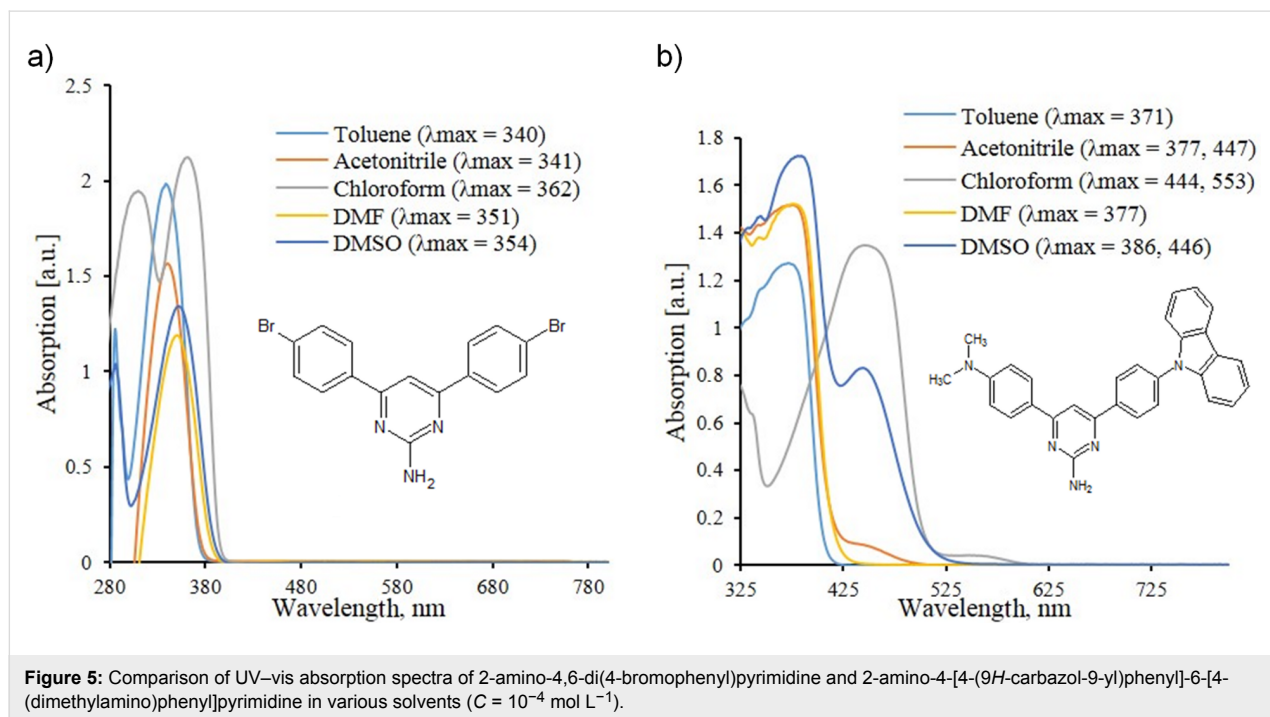 a)
2.5
2
1.5
1
0.5
0
Absorption [a.u.]
Toluene (λmax = 340)
Acetonitrile (λmax = 341)
Chloroform (λmax = 362)
DMF (λmax = 351)
DMSO (λmax = 354)
Br
Br
N
N
NH2
280
380
480
580
680
780
Wavelength, nm
b)
1.8
1.6
1.4
1.2
1
0.8
0.6
0.4
0.2
0
Absorption [a.u.]
Toluene (λmax = 371)
Acetonitrile (λmax = 377, 447)
Chloroform (λmax = 444, 553)
DMF (λmax = 377)
DMSO (λmax = 386, 446)
CH3
N
H3C
N
N
N
NH2
325
425
525
625
725
Wavelength, nm
Figure 5: Comparison of UV–vis absorption spectra of 2-amino-4,6-di(4-bromophenyl)pyrimidine and 2-amino-4-[4-(9H-carbazol-9-yl)phenyl]-6-[4-
(dimethylamino)phenyl]pyrimidine in various solvents (C = 10−4 mol L−1).